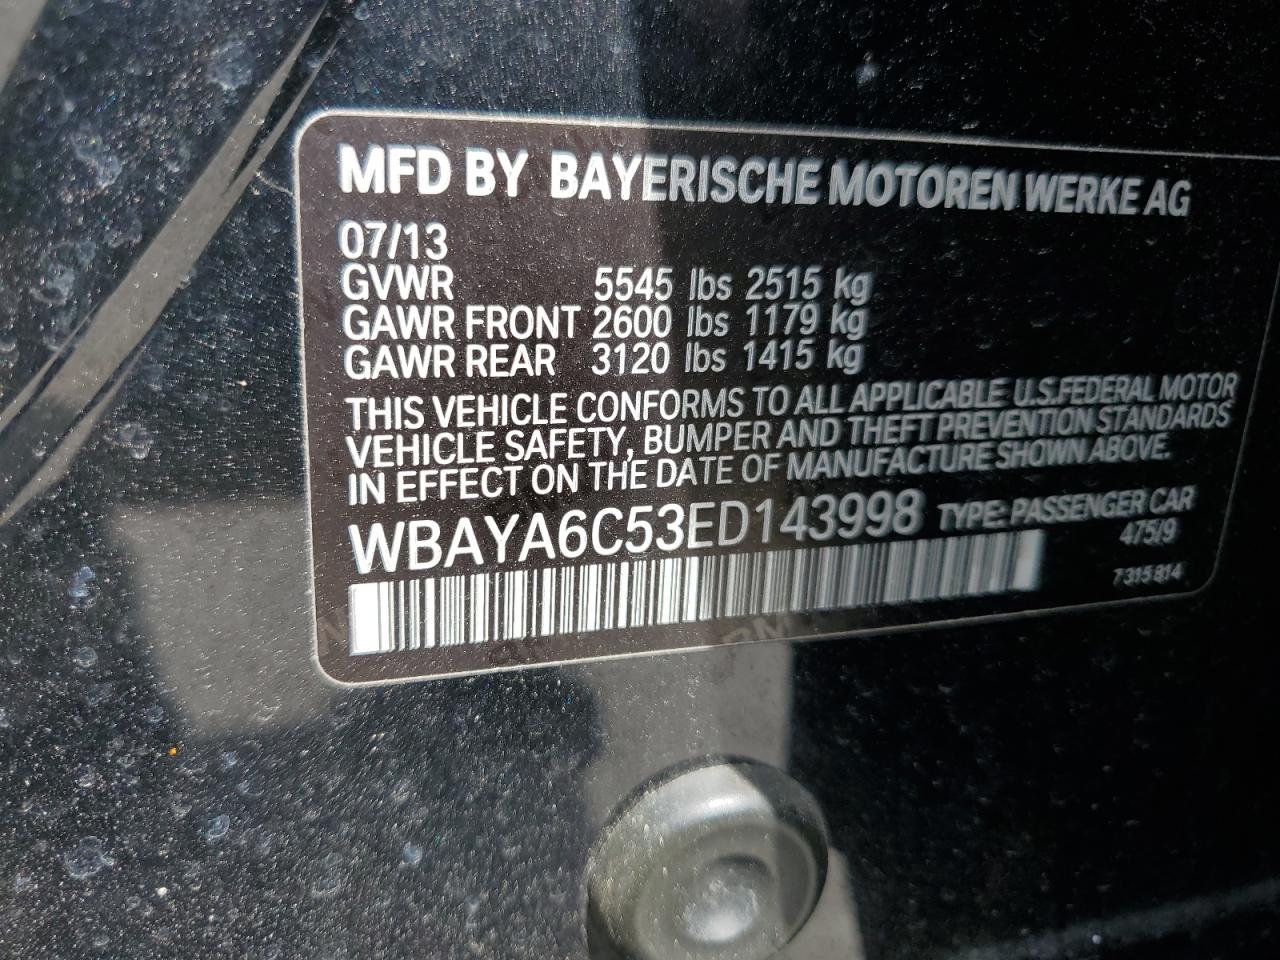 MFD BY BAYERISCHE MOTOREN WERKE AG
07/13
GVWR 5545 lbs 2515 kg
GAWR FRONT 2600 lbs 1179 kg
GAWR REAR 3120 lbs 1415 kg
THIS VEHICLE CONFORMS TO ALL APPLICABLE U.S.FEDERAL MOTOR
VEHICLE SAFETY, BUMPER AND THEFT PREVENTION STANDARDS
IN EFFECT ON THE DATE OF MANUFACTURE SHOWN ABOVE.
WBAYA6C53ED143998 TYPE: PASSENGER CAR
475/9
7315814